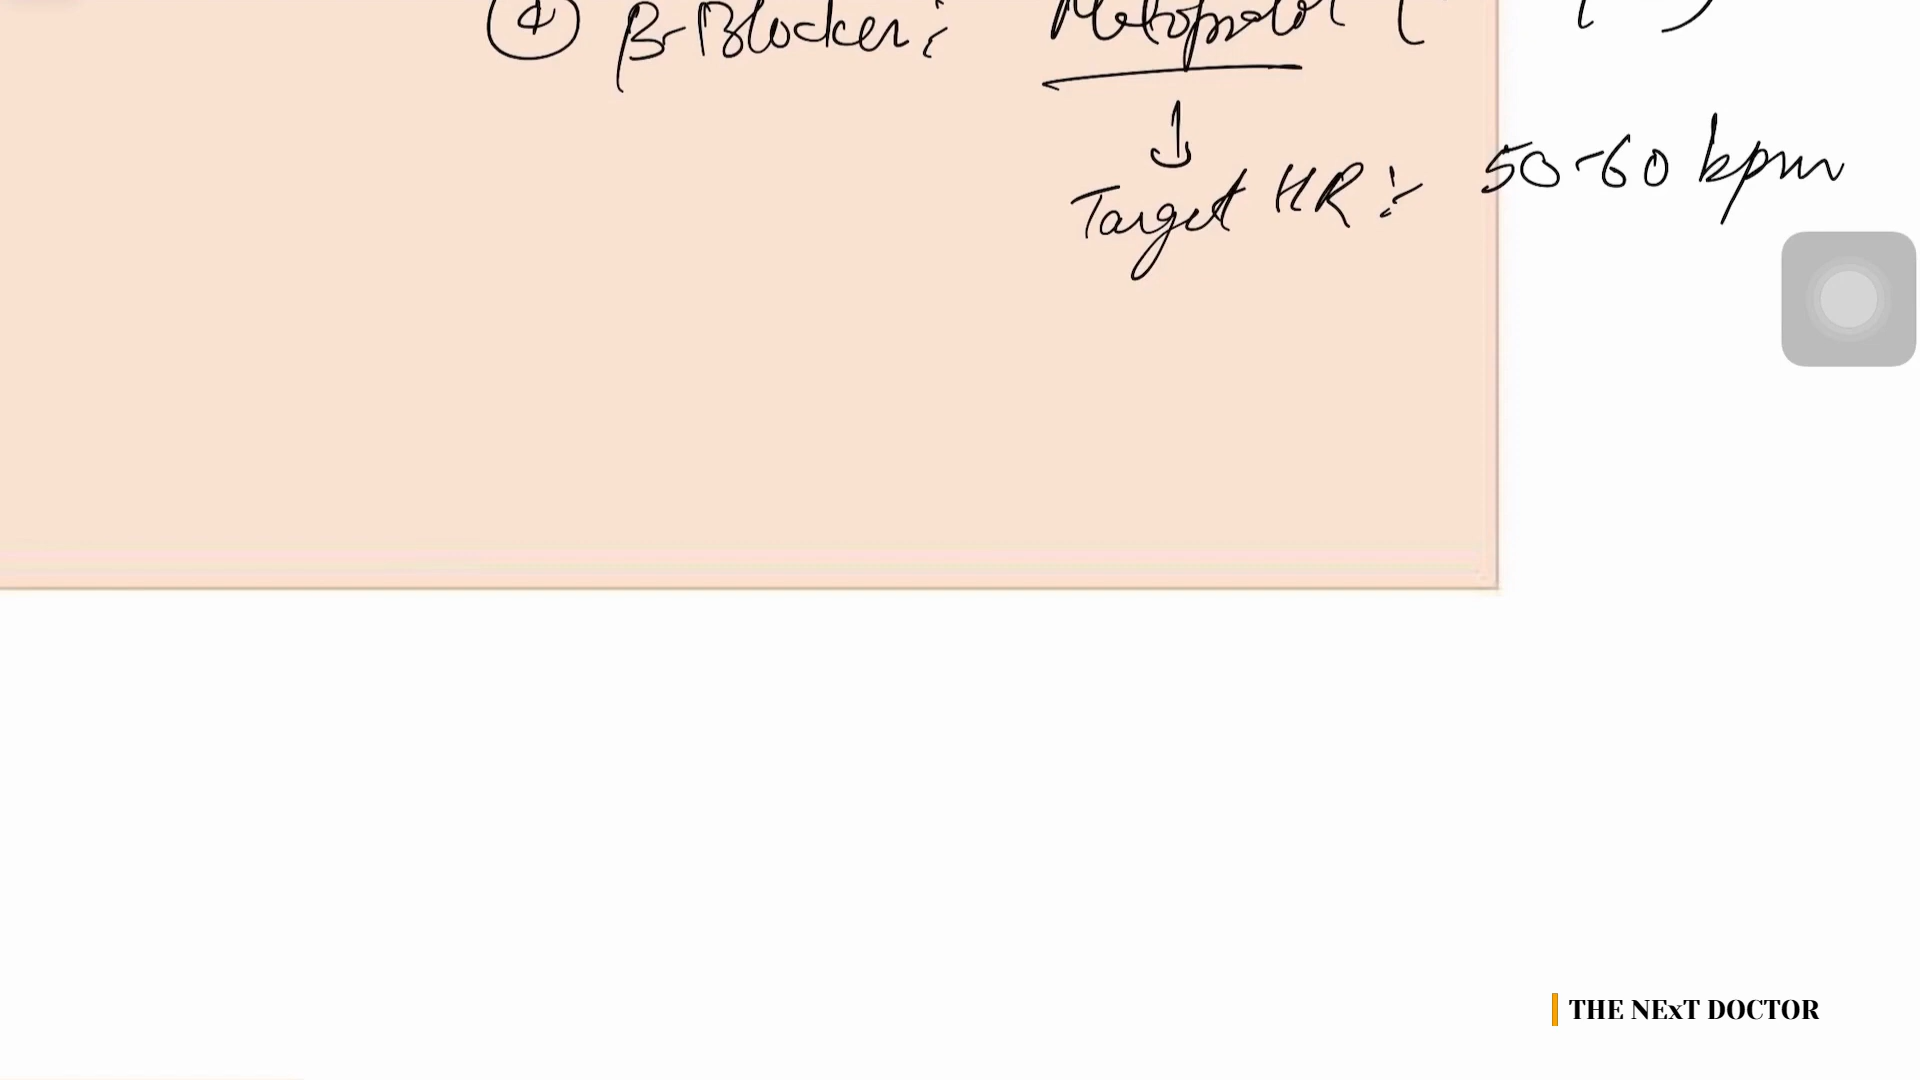 ④ β-Blocker:- Metoprolol (
Target HR:- 50-60 bpm
THE NExT DOCTOR